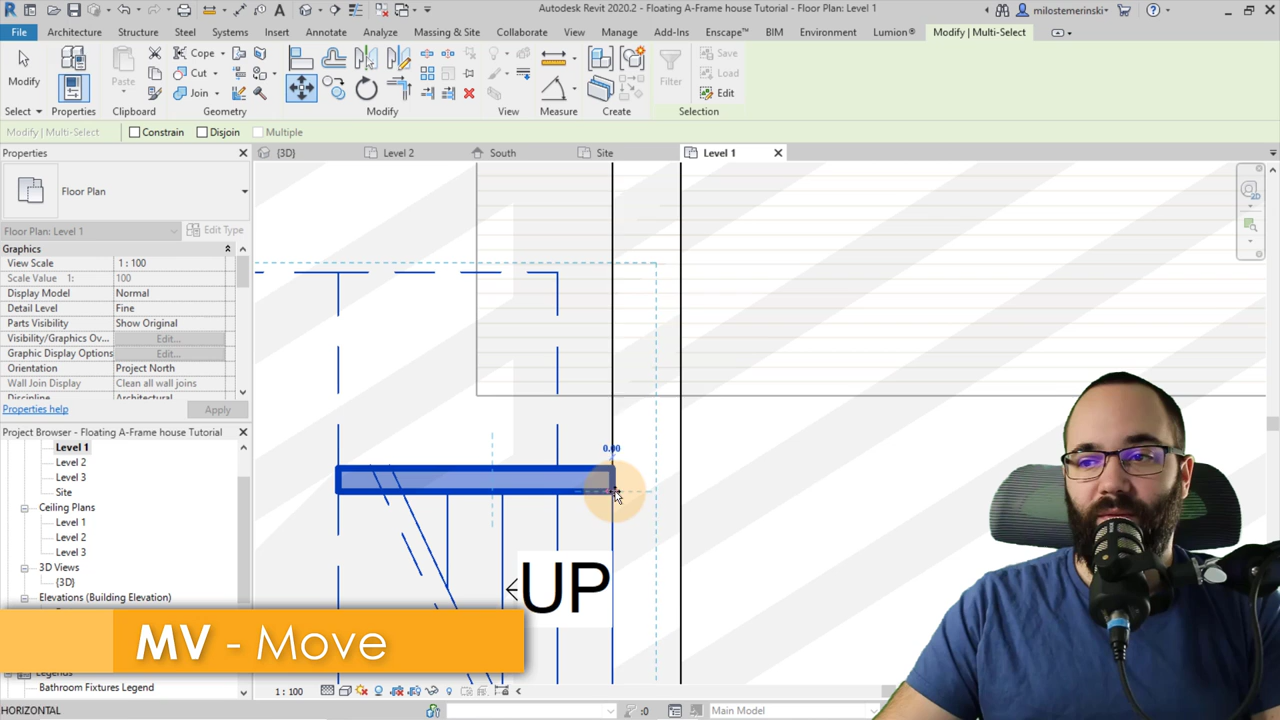 Autodesk Revit 2020.2 - Floating A-Frame house Tutorial - Floor Plan: Level 1
milostemerinski
File Architecture Structure Steel Systems Insert Annotate Analyze Massing & Site Collaborate View Manage Add-Ins Enscape™ BIM Environment Lumion® Modify | Multi-Select
Modify
Paste
Cope
Cut
Join
Filter
Save
Load
Edit
Select Properties Clipboard Geometry Modify View Measure Create Selection
Modify | Multi-Select Constrain Disjoin Multiple
Properties
{3D} Level 2 South Site Level 1
Floor Plan
Floor Plan: Level 1 Edit Type
Graphics
View Scale 1 : 100
Scale Value 1: 100
Display Model Normal
Detail Level Fine
Parts Visibility Show Original
Visibility/Graphics Ov... Edit...
Graphic Display Options Edit...
Orientation Project North
Wall Join Display Clean all wall joins
Discipline Architectural
Properties help Apply
Project Browser - Floating A-Frame house Tutorial
Level 1
Level 2
Level 3
Site
Ceiling Plans
Level 1
Level 2
Level 3
3D Views
{3D}
Elevations (Building Elevation)
Legends
Bathroom Fixtures Legend
0.00
UP
2D
MV - Move
1 : 100
HORIZONTAL
:0
Main Model